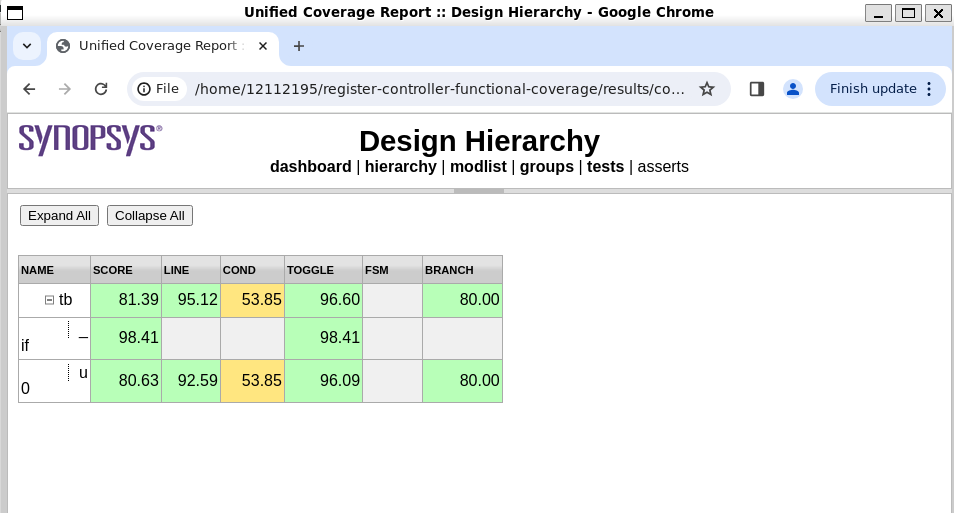 Unified Coverage Report :: Design Hierarchy - Google Chrome
Unified Coverage Report :
File /home/12112195/register-controller-functional-coverage/results/co... Finish update
SYNOPSYS®
Design Hierarchy
dashboard | hierarchy | modlist | groups | tests | asserts
Expand All Collapse All
NAME SCORE LINE COND TOGGLE FSM BRANCH
tb 81.39 95.12 53.85 96.60 80.00
_if 98.41 98.41
u0 80.63 92.59 53.85 96.09 80.00